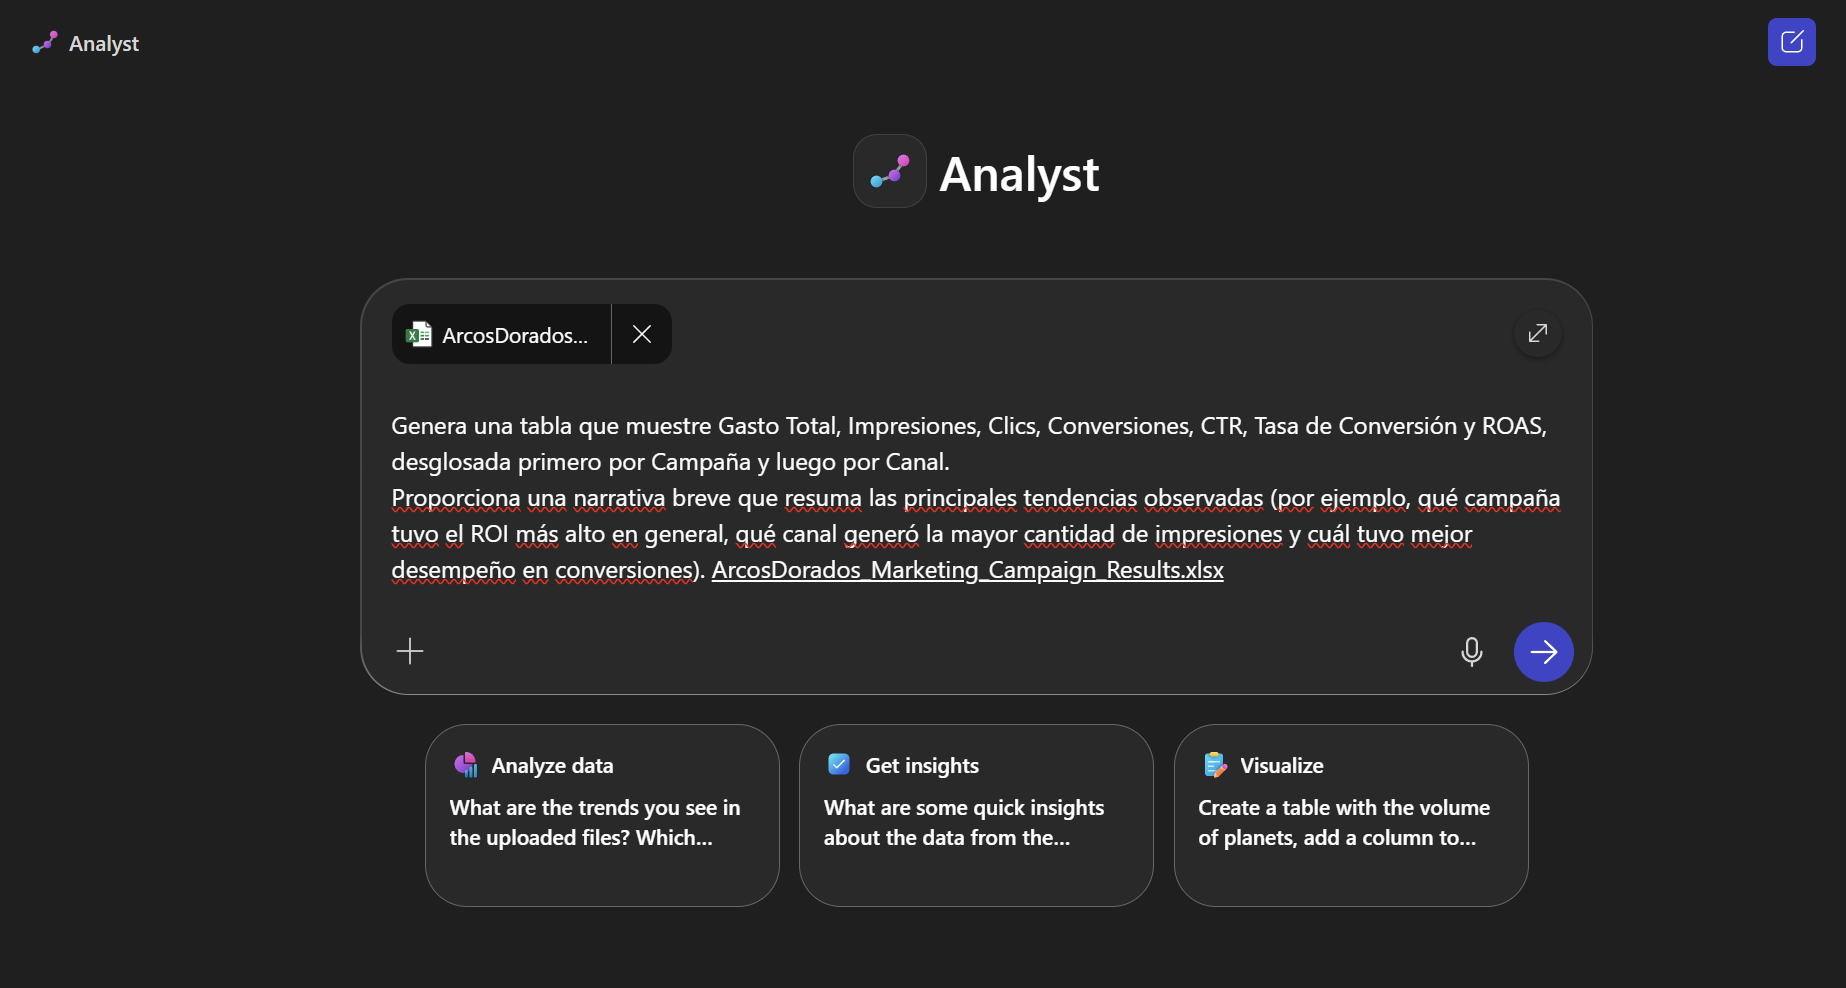 Analyst
Analyst
ArcosDorados...
Genera una tabla que muestre Gasto Total, Impresiones, Clics, Conversiones, CTR, Tasa de Conversión y ROAS,
desglosada primero por Campaña y luego por Canal.
Proporciona una narrativa breve que resuma las principales tendencias observadas (por ejemplo, qué campaña
tuvo el ROI más alto en general, qué canal generó la mayor cantidad de impresiones y cuál tuvo mejor
desempeño en conversiones). ArcosDorados_Marketing_Campaign_Results.xlsx
Analyze data
What are the trends you see in
the uploaded files? Which...
Get insights
What are some quick insights
about the data from the...
Visualize
Create a table with the volume
of planets, add a column to...